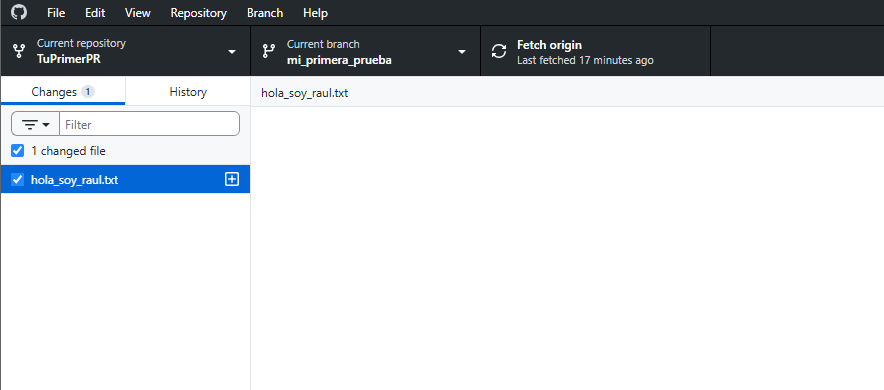 File Edit View Repository Branch Help
Current repository
TuPrimerPR
Current branch
mi_primera_prueba
Fetch origin
Last fetched 17 minutes ago
Changes 1 History
Filter
1 changed file
hola_soy_raul.txt
hola_soy_raul.txt